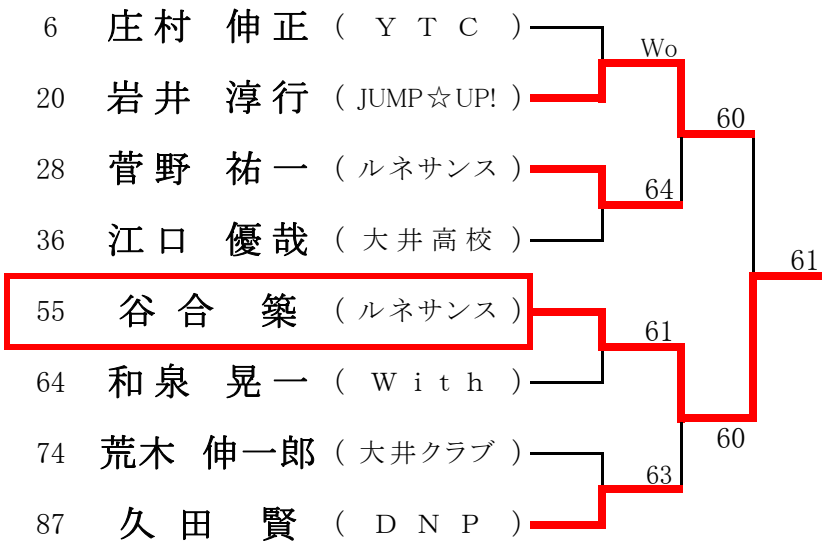 6 庄村 伸正 ( YTC )
Wo
20 岩井 淳行 ( JUMP☆UP! )
60
28 菅野 祐一 ( ルネサンス )
64
36 江口 優哉 ( 大井高校 )
61
55 谷合 築 ( ルネサンス )
61
64 和泉 晃一 ( With )
60
74 荒木 伸一郎 ( 大井クラブ )
63
87 久田 賢 ( DNP )